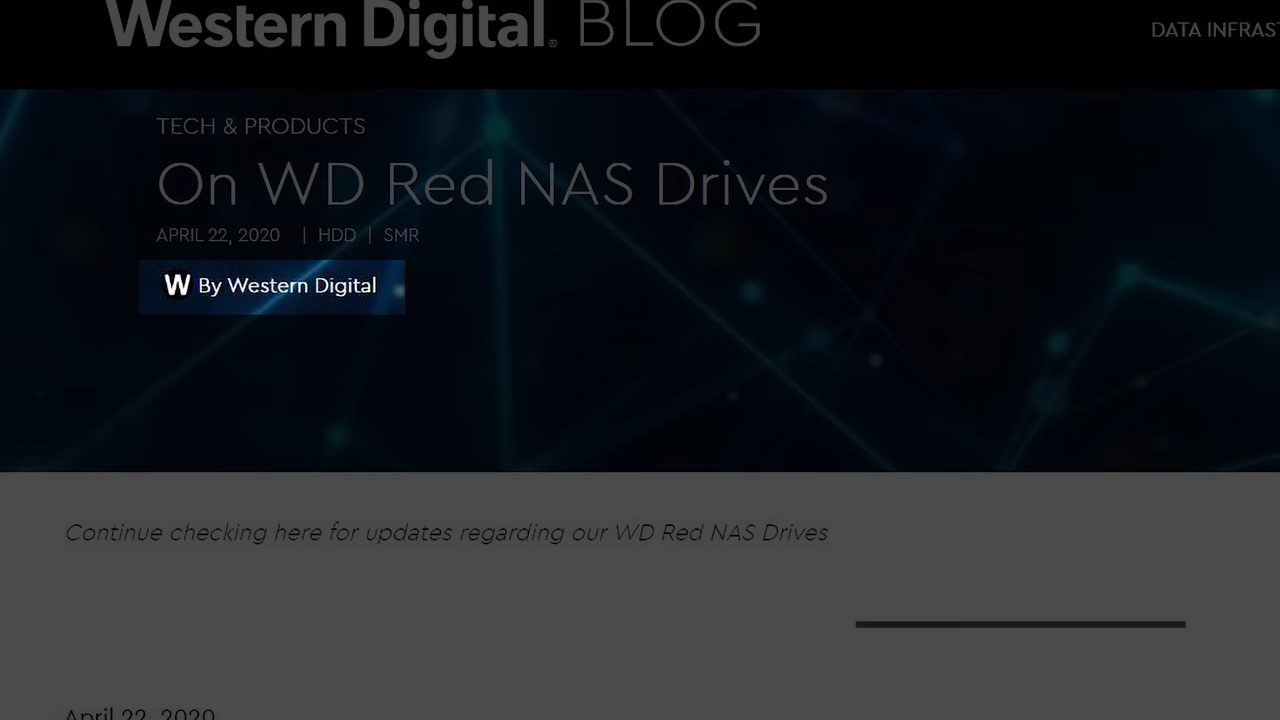 Western Digital® BLOG
DATA INFRAS
TECH & PRODUCTS
On WD Red NAS Drives
APRIL 22, 2020 | HDD | SMR
W By Western Digital
Continue checking here for updates regarding our WD Red NAS Drives
April 22, 2020